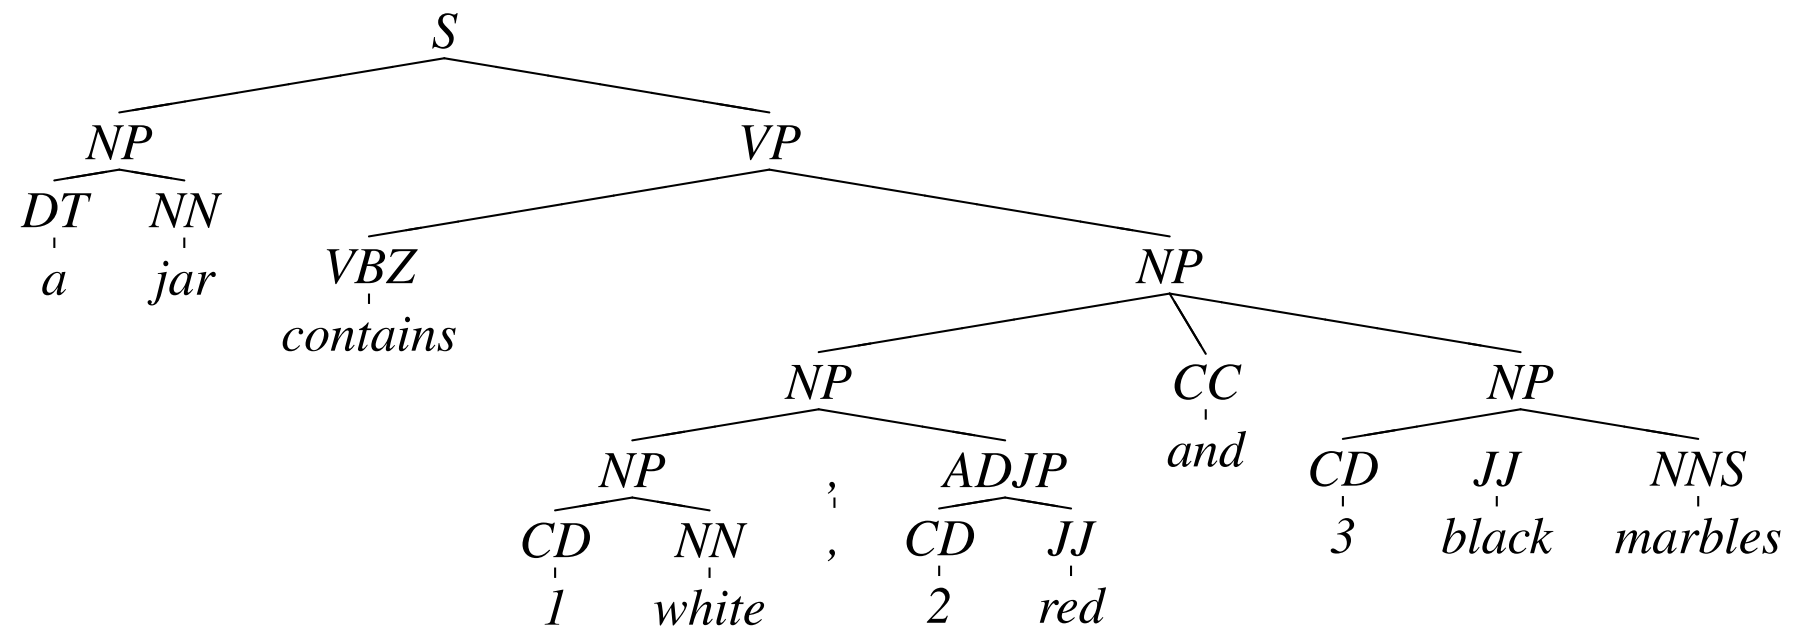 S
NP VP
DT NN
a jar
VBZ NP
contains
NP CC NP
and
NP , ADJP CD JJ NNS
CD NN , CD JJ 3 black marbles
1 white 2 red